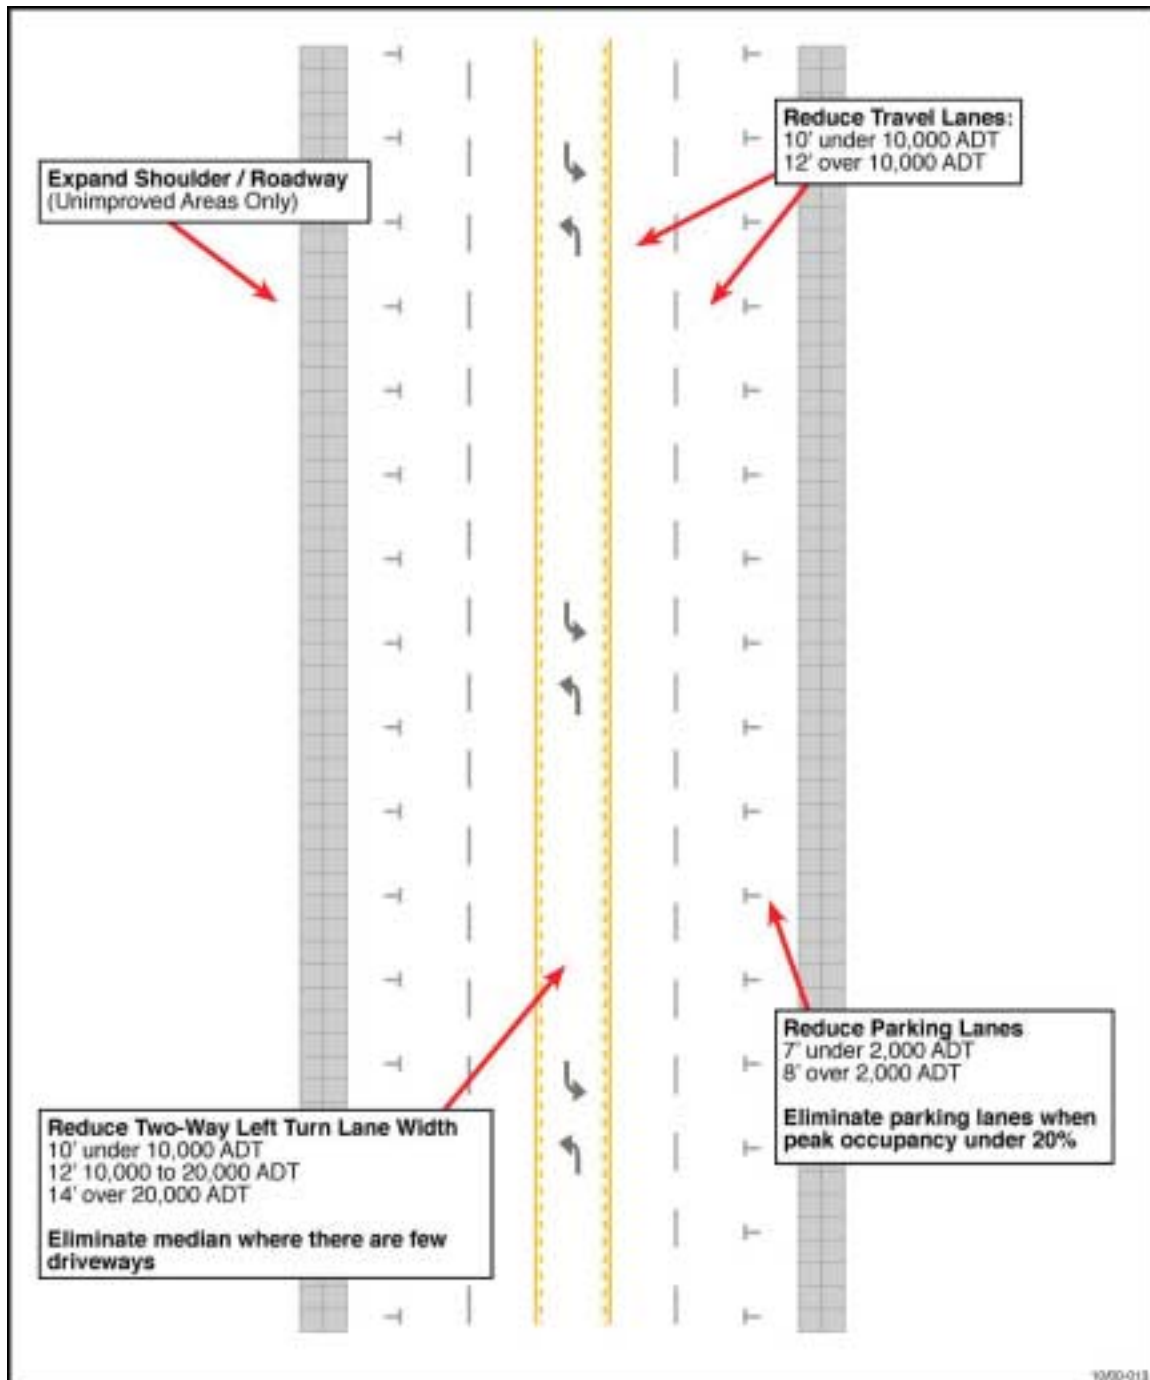 Reduce Travel Lanes:
10' under 10,000 ADT
12' over 10,000 ADT
Expand Shoulder / Roadway
(Unimproved Areas Only)
Reduce Parking Lanes
7' under 2,000 ADT
8' over 2,000 ADT
Eliminate parking lanes when
peak occupancy under 20%
Reduce Two-Way Left Turn Lane Width
10' under 10,000 ADT
12' 10,000 to 20,000 ADT
14' over 20,000 ADT
Eliminate median where there are few
driveways